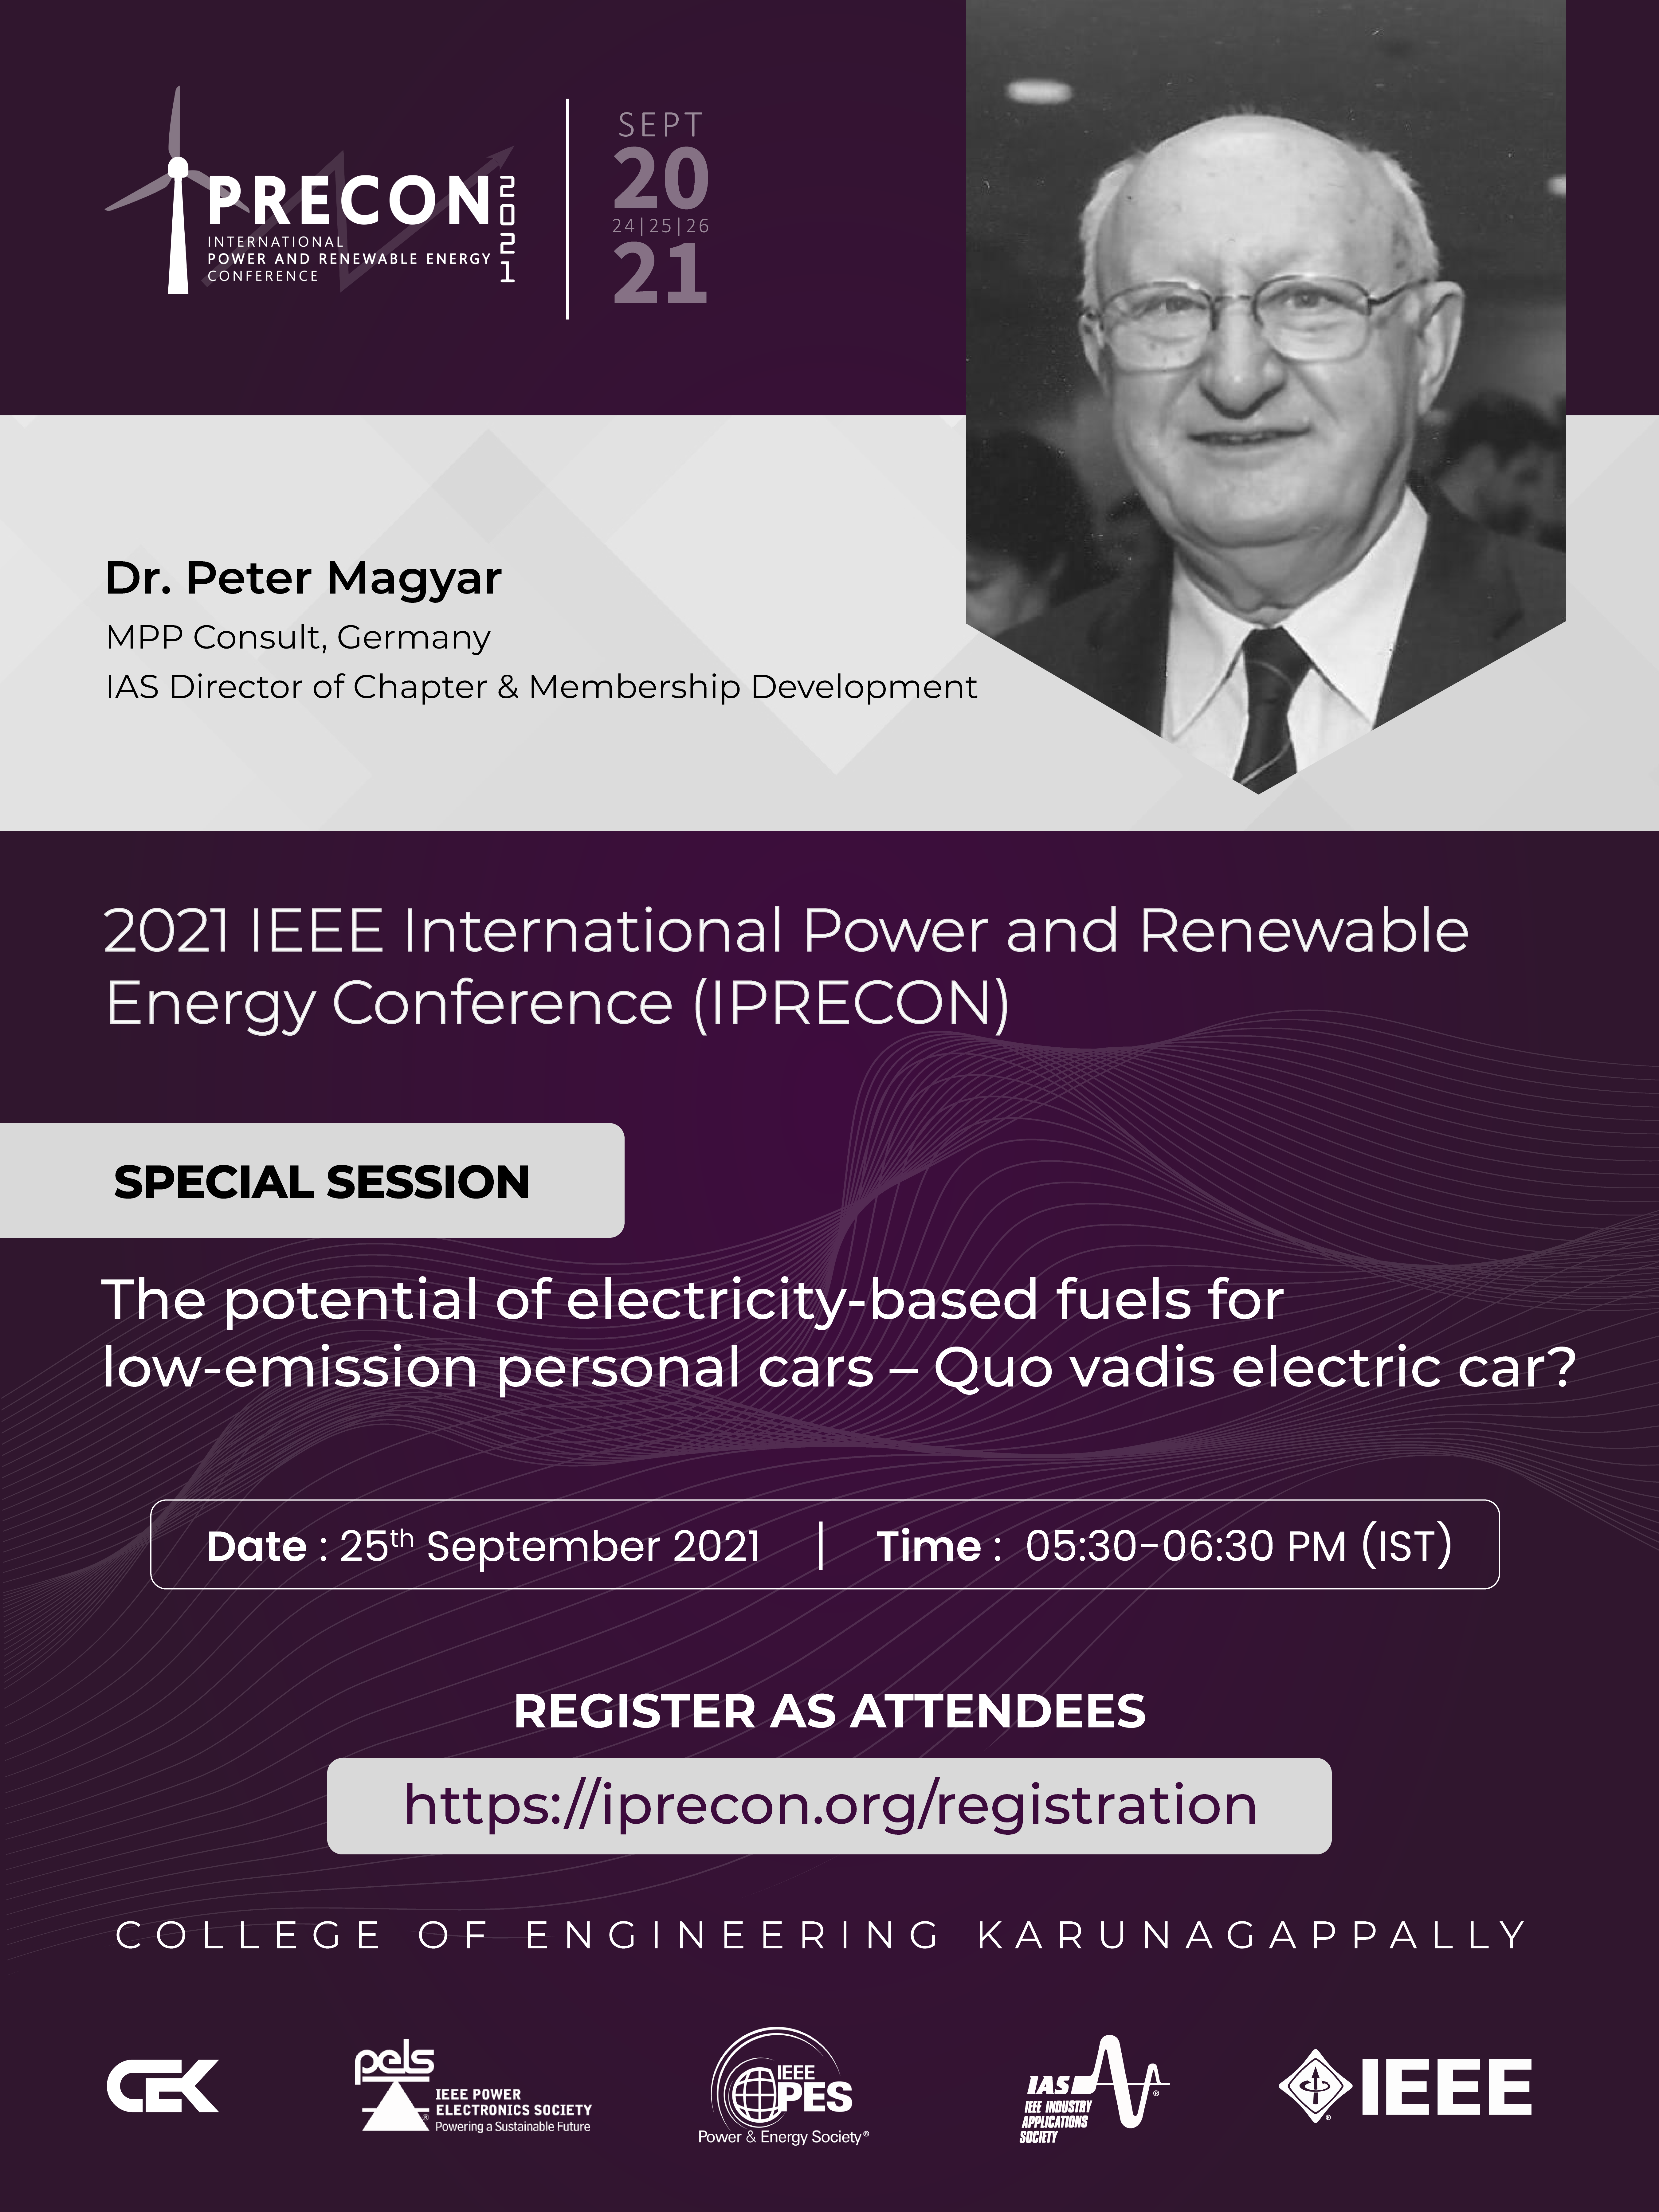 IPRECON 2021
INTERNATIONAL
POWER AND RENEWABLE ENERGY
CONFERENCE
SEPT
20
24|25|26
21
Dr. Peter Magyar
MPP Consult, Germany
IAS Director of Chapter & Membership Development
2021 IEEE International Power and Renewable
Energy Conference (IPRECON)
SPECIAL SESSION
The potential of electricity-based fuels for
low-emission personal cars – Quo vadis electric car?
Date : 25th September 2021 | Time : 05:30-06:30 PM (IST)
REGISTER AS ATTENDEES
https://iprecon.org/registration
COLLEGE OF ENGINEERING KARUNAGAPPALLY
CEK
pels
IEEE POWER
ELECTRONICS SOCIETY
Powering a Sustainable Future
IEEE
PES
Power & Energy Society®
IAS
IEEE INDUSTRY
APPLICATIONS
SOCIETY
IEEE